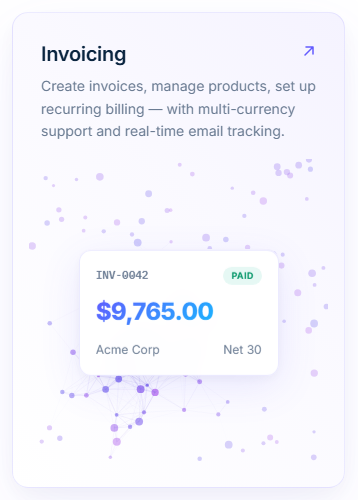 Invoicing
Create invoices, manage products, set up
recurring billing — with multi-currency
support and real-time email tracking.
INV-0042 PAID
$9,765.00
Acme Corp Net 30